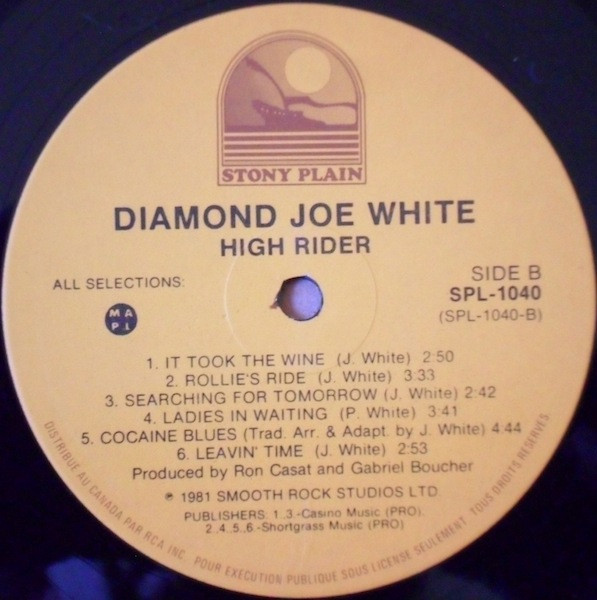 STONY PLAIN
DIAMOND JOE WHITE
HIGH RIDER
ALL SELECTIONS:
M A
P L
SIDE B
SPL-1040
(SPL-1040-B)
1. IT TOOK THE WINE (J. White) 2:50
2. ROLLIE'S RIDE (J. White) 3:33
3. SEARCHING FOR TOMORROW (J. White) 2:42
4. LADIES IN WAITING (P. White) 3:41
5. COCAINE BLUES (Trad. Arr. & Adapt. by J. White) 4:44
6. LEAVIN' TIME (J. White) 2:53
Produced by Ron Casat and Gabriel Boucher
℗ 1981 SMOOTH ROCK STUDIOS LTD
PUBLISHERS: 1.,3.-Casino Music (PRO).
2.,4.,5.,6-Shortgrass Music (PRO)
DISTRIBUÉ AU CANADA PAR RCA INC. POUR EXÉCUTION PUBLIQUE SOUS LICENSE SEULEMENT. TOUS DROITS RÉSERVÉS.